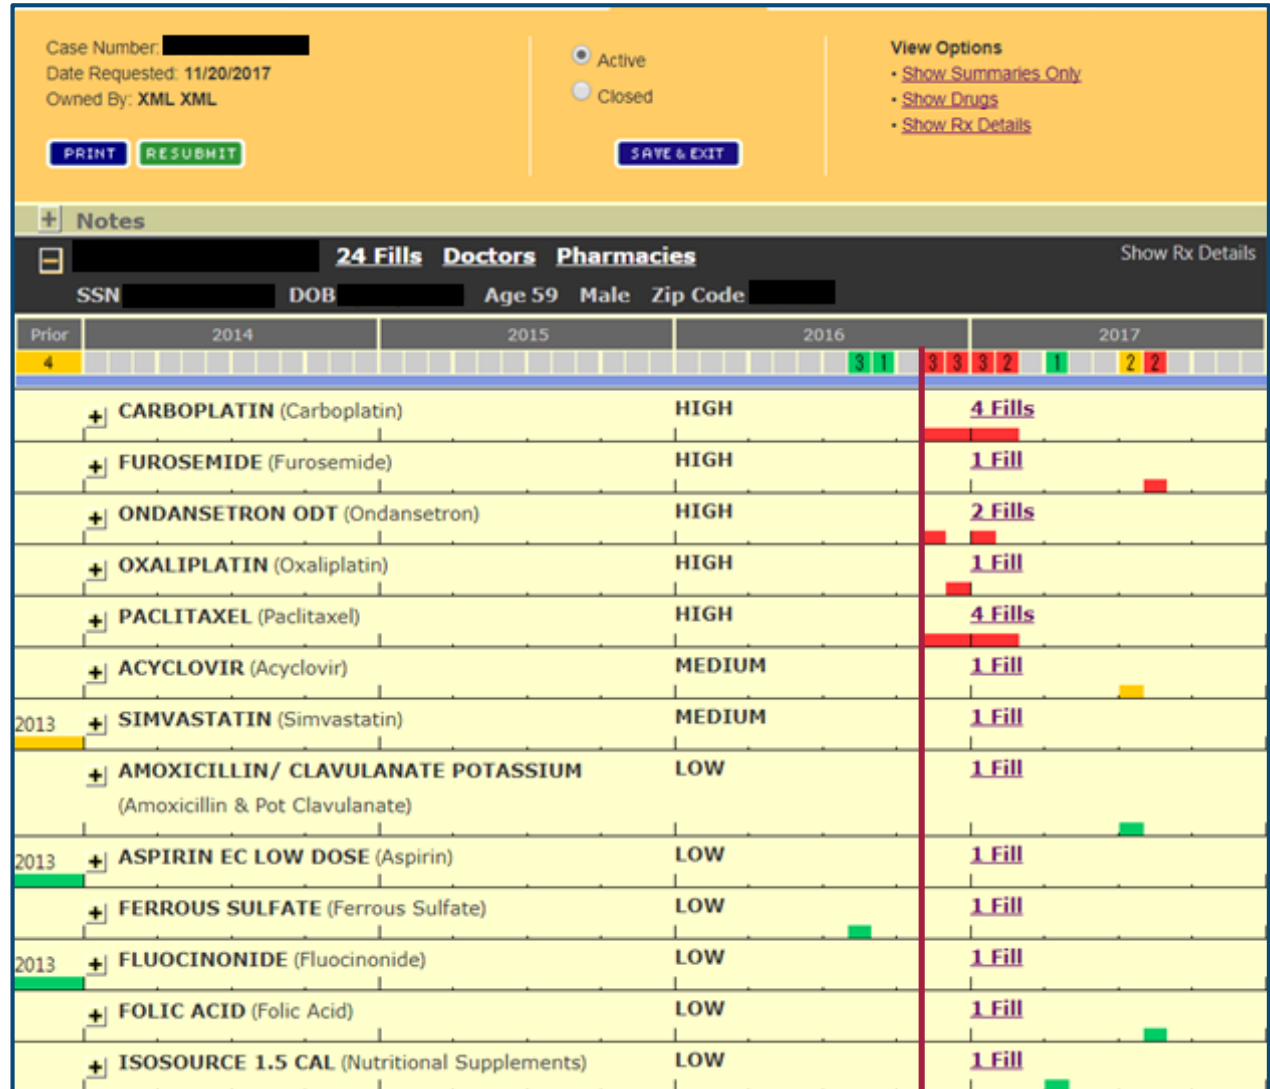 Case Number:
Date Requested: 11/20/2017
Owned By: XML XML
PRINT RESUBMIT
Active
Closed
SAVE & EXIT
View Options
• Show Summaries Only
• Show Drugs
• Show Rx Details
+ Notes
24 Fills Doctors Pharmacies Show Rx Details
SSN DOB Age 59 Male Zip Code
Prior 2014 2015 2016 2017
4 3 1 3 3 3 2 1 2 2
+ CARBOPLATIN (Carboplatin) HIGH 4 Fills
+ FUROSEMIDE (Furosemide) HIGH 1 Fill
+ ONDANSETRON ODT (Ondansetron) HIGH 2 Fills
+ OXALIPLATIN (Oxaliplatin) HIGH 1 Fill
+ PACLITAXEL (Paclitaxel) HIGH 4 Fills
+ ACYCLOVIR (Acyclovir) MEDIUM 1 Fill
2013 + SIMVASTATIN (Simvastatin) MEDIUM 1 Fill
+ AMOXICILLIN/ CLAVULANATE POTASSIUM LOW 1 Fill
(Amoxicillin & Pot Clavulanate)
2013 + ASPIRIN EC LOW DOSE (Aspirin) LOW 1 Fill
+ FERROUS SULFATE (Ferrous Sulfate) LOW 1 Fill
2013 + FLUOCINONIDE (Fluocinonide) LOW 1 Fill
+ FOLIC ACID (Folic Acid) LOW 1 Fill
+ ISOSOURCE 1.5 CAL (Nutritional Supplements) LOW 1 Fill